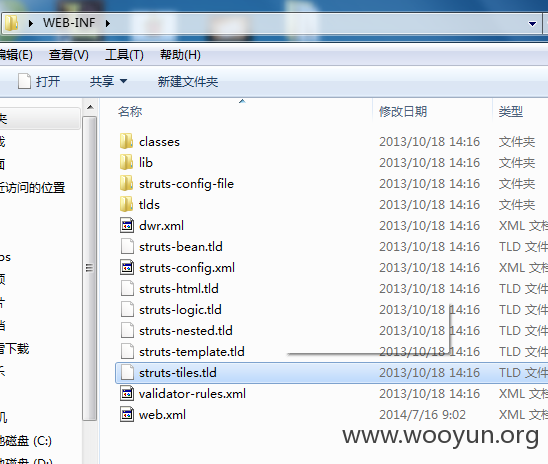 WEB-INF
编辑(E) 查看(V) 工具(T) 帮助(H)
打开 共享 新建文件夹
名称 修改日期 类型
classes 2013/10/18 14:16 文件夹
lib 2013/10/18 14:16 文件夹
struts-config-file 2013/10/18 14:16 文件夹
tlds 2013/10/18 14:16 文件夹
近访问的位置
dwr.xml 2013/10/18 14:16 XML 文档
struts-bean.tld 2013/10/18 14:16 TLD 文件
struts-config.xml 2013/10/18 14:16 XML 文档
struts-html.tld 2013/10/18 14:16 TLD 文件
struts-logic.tld 2013/10/18 14:16 TLD 文件
struts-nested.tld 2013/10/18 14:16 TLD 文件
struts-template.tld 2013/10/18 14:16 TLD 文件
雷下载
struts-tiles.tld 2013/10/18 14:16 TLD 文件
validator-rules.xml 2013/10/18 14:16 XML 文档
web.xml 2014/7/16 9:02 XML 文档
地磁盘 (C:)
地磁盘 (D:)
www.wooyun.org